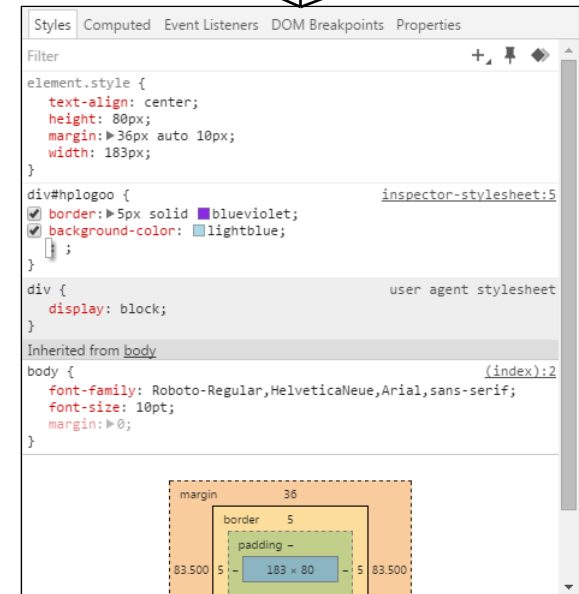 Styles Computed Event Listeners DOM Breakpoints Properties
Filter
element.style {
text-align: center;
height: 80px;
margin:▶36px auto 10px;
width: 183px;
}
div#hplogoo { inspector-stylesheet:5
border:▶5px solid blueviolet;
background-color: lightblue;
: ;
}
div { user agent stylesheet
display: block;
}
Inherited from body
body { (index):2
font-family: Roboto-Regular,HelveticaNeue,Arial,sans-serif;
font-size: 10pt;
margin:▶0;
}
margin 36
border 5
padding -
83.500 5 - 183 × 80 - 5 83.500